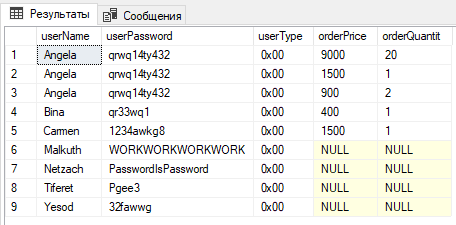 Результаты Сообщения
userName userPassword userType orderPrice orderQuantit
1 Angela qrwq14ty432 0x00 9000 20
2 Angela qrwq14ty432 0x00 1500 1
3 Angela qrwq14ty432 0x00 900 2
4 Bina qr33wq1 0x00 400 1
5 Carmen 1234awkg8 0x00 1500 1
6 Malkuth WORKWORKWORKWORK 0x00 NULL NULL
7 Netzach PasswordIsPassword 0x00 NULL NULL
8 Tiferet Pgee3 0x00 NULL NULL
9 Yesod 32fawwg 0x00 NULL NULL